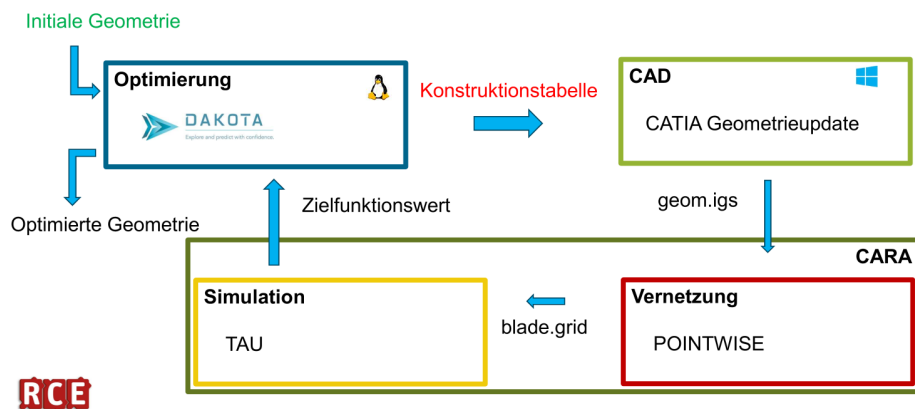 Initiale Geometrie
Optimierung
DAKOTA
Explore and predict with confidence.
Konstruktionstabelle
CAD
CATIA Geometrieupdate
Optimierte Geometrie
Zielfunktionswert
geom.igs
CARA
Simulation
TAU
blade.grid
Vernetzung
POINTWISE
RCE